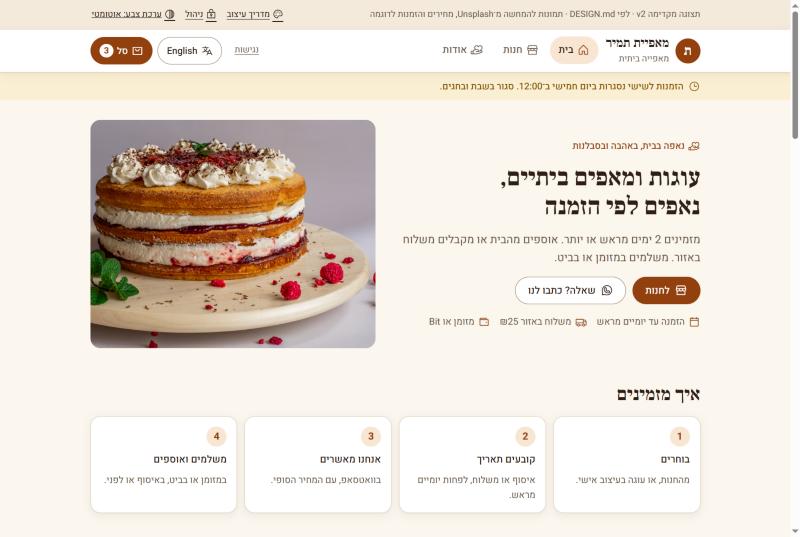 תצוגה מקדימה v2 · לפי DESIGN.md · תמונות להמחשה מ־Unsplash, מחירים והזמנות לדוגמה
מדריך עיצוב
ניהול
ערכת צבע: אוטומטי
ת
מאפיית תמיר
מאפייה ביתית
בית
חנות
אודות
נגישות
English
סל 3
הזמנות לשישי נסגרות ביום חמישי ב־12:00. סגור בשבת ובחגים.
נאפה בבית, באהבה ובסבלנות
עוגות ומאפים ביתיים,
נאפים לפי הזמנה
מזמינים 2 ימים מראש או יותר. אוספים מהבית או מקבלים משלוח
באזור. משלמים במזומן או בביט.
לחנות
שאלה? כתבו לנו
הזמנה עד יומיים מראש
משלוח באזור ₪25
מזומן או Bit
איך מזמינים
1
בוחרים
מהחנות, או עוגה בעיצוב אישי.
2
קובעים תאריך
איסוף או משלוח, לפחות יומיים
מראש.
3
אנחנו מאשרים
בוואטסאפ, עם המחיר הסופי.
4
משלמים ואוספים
במזומן או בביט, באיסוף או לפני.